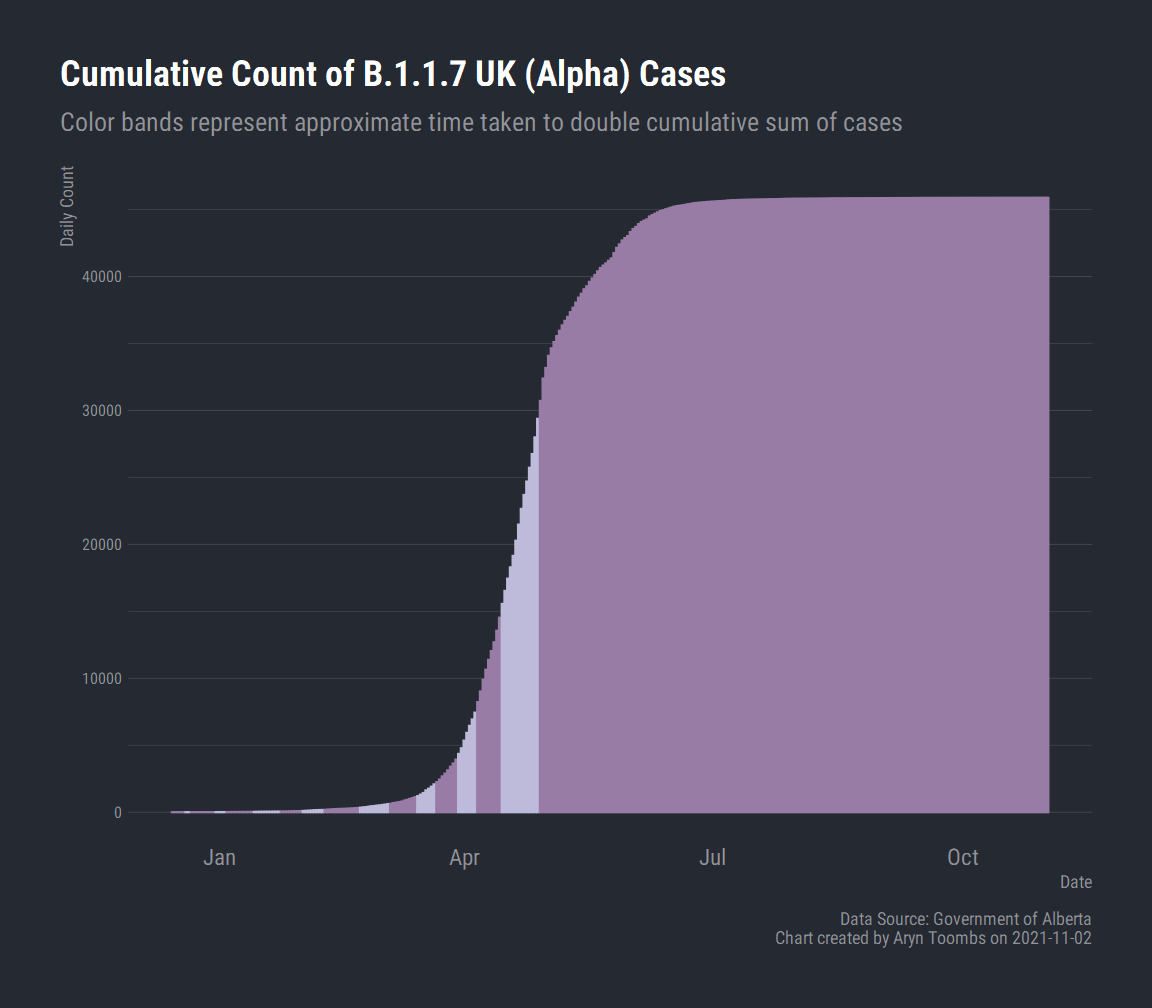 Cumulative Count of B.1.1.7 UK (Alpha) Cases
Color bands represent approximate time taken to double cumulative sum of cases
Daily Count
40000
30000
20000
10000
0
Jan Apr Jul Oct
Date
Data Source: Government of Alberta
Chart created by Aryn Toombs on 2021-11-02